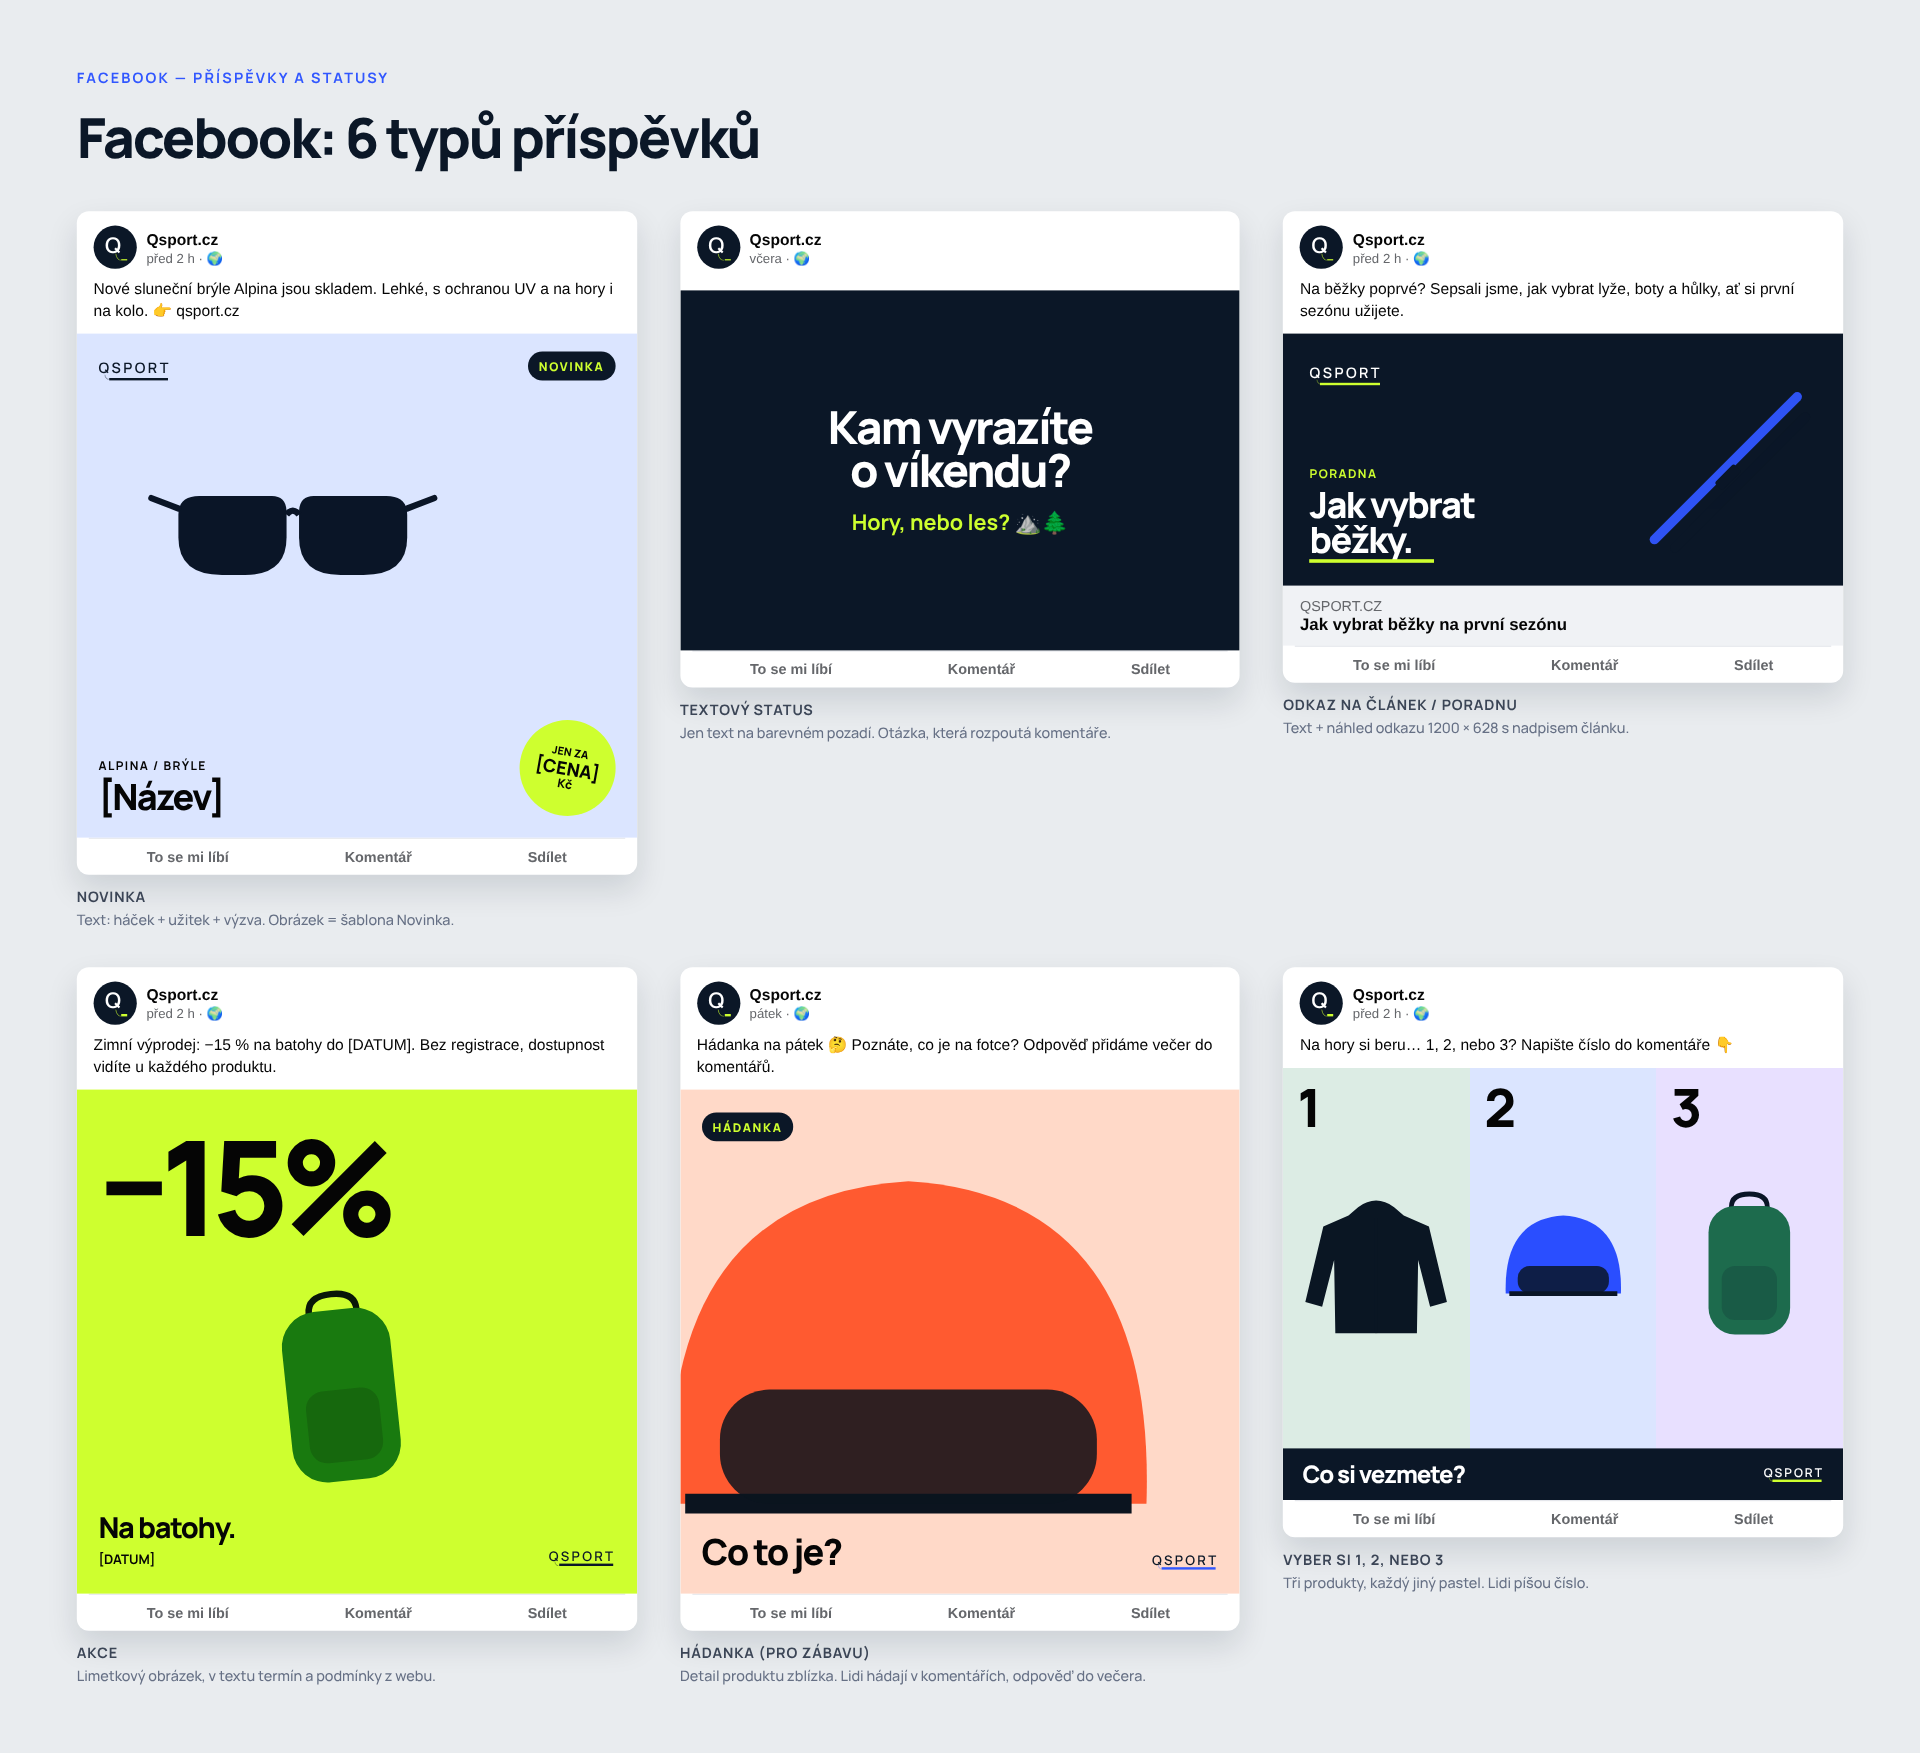 FACEBOOK — PŘÍSPĚVKY A STATUSY
Facebook: 6 typů příspěvků
Q
Qsport.cz
před 2 h · 🌍
Nové sluneční brýle Alpina jsou skladem. Lehké, s ochranou UV a na hory i
na kolo. 👉 qsport.cz
QSPORT
NOVINKA
ALPINA / BRÝLE
[Název]
JEN ZA
[CENA]
Kč
To se mi líbí
Komentář
Sdílet
NOVINKA
Text: háček + užitek + výzva. Obrázek = šablona Novinka.
Q
Qsport.cz
včera · 🌍
Kam vyrazíte
o víkendu?
Hory, nebo les? ⛰️🌲
To se mi líbí
Komentář
Sdílet
TEXTOVÝ STATUS
Jen text na barevném pozadí. Otázka, která rozpoutá komentáře.
Q
Qsport.cz
před 2 h · 🌍
Na běžky poprvé? Sepsali jsme, jak vybrat lyže, boty a hůlky, ať si první
sezónu užijete.
QSPORT
PORADNA
Jak vybrat
běžky.
QSPORT.CZ
Jak vybrat běžky na první sezónu
To se mi líbí
Komentář
Sdílet
ODKAZ NA ČLÁNEK / PORADNU
Text + náhled odkazu 1200 × 628 s nadpisem článku.
Q
Qsport.cz
před 2 h · 🌍
Zimní výprodej: −15 % na batohy do [DATUM]. Bez registrace, dostupnost
vidíte u každého produktu.
−15%
Na batohy.
[DATUM]
QSPORT
To se mi líbí
Komentář
Sdílet
AKCE
Limetkový obrázek, v textu termín a podmínky z webu.
Q
Qsport.cz
pátek · 🌍
Hádanka na pátek 🤔 Poznáte, co je na fotce? Odpověď přidáme večer do
komentářů.
HÁDANKA
Co to je?
QSPORT
To se mi líbí
Komentář
Sdílet
HÁDANKA (PRO ZÁBAVU)
Detail produktu zblízka. Lidi hádají v komentářích, odpověď do večera.
Q
Qsport.cz
před 2 h · 🌍
Na hory si beru… 1, 2, nebo 3? Napište číslo do komentáře 👇
1
2
3
Co si vezmete?
QSPORT
To se mi líbí
Komentář
Sdílet
VYBER SI 1, 2, NEBO 3
Tři produkty, každý jiný pastel. Lidi píšou číslo.